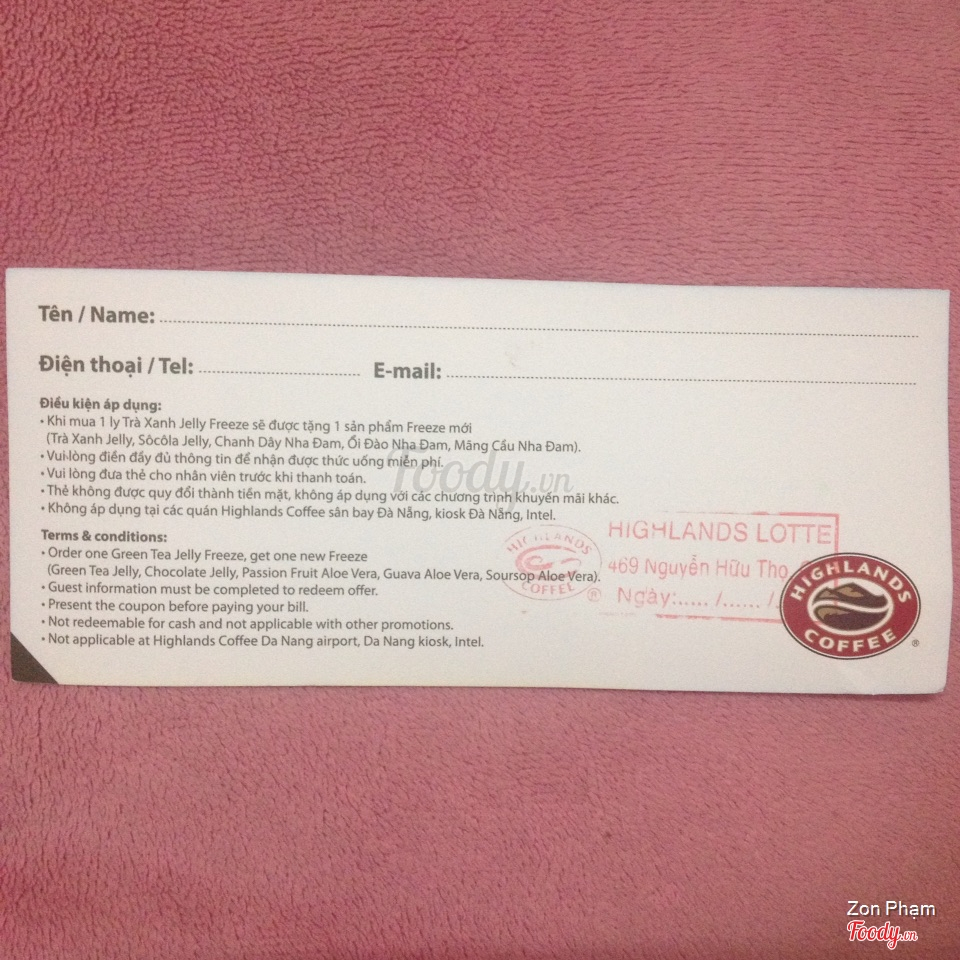 Tên / Name:
Điện thoại / Tel: E-mail:
Điều kiện áp dụng:
• Khi mua 1 ly Trà Xanh Jelly Freeze sẽ được tặng 1 sản phẩm Freeze mới
(Trà Xanh Jelly, Sôcôla Jelly, Chanh Dây Nha Đam, Ổi Đào Nha Đam, Mãng Cầu Nha Đam).
• Vui lòng điền đầy đủ thông tin để nhận được thức uống miễn phí.
• Vui lòng đưa thẻ cho nhân viên trước khi thanh toán.
• Thẻ không được quy đổi thành tiền mặt, không áp dụng với các chương trình khuyến mãi khác.
• Không áp dụng tại các quán Highlands Coffee sân bay Đà Nẵng, kiosk Đà Nẵng, Intel.
Foody.vn
Terms & conditions:
• Order one Green Tea Jelly Freeze, get one new Freeze
(Green Tea Jelly, Chocolate Jelly, Passion Fruit Aloe Vera, Guava Aloe Vera, Soursop Aloe Vera).
• Guest information must be completed to redeem offer.
• Present the coupon before paying your bill.
• Not redeemable for cash and not applicable with other promotions.
• Not applicable at Highlands Coffee Da Nang airport, Da Nang kiosk, Intel.
HIGHLANDS COFFEE ®
HIGHLANDS LOTTE
469 Nguyễn Hữu Thọ
Ngày:...... /...... /.
HIGHLANDS COFFEE ®
Zon Phạm
Foody.vn